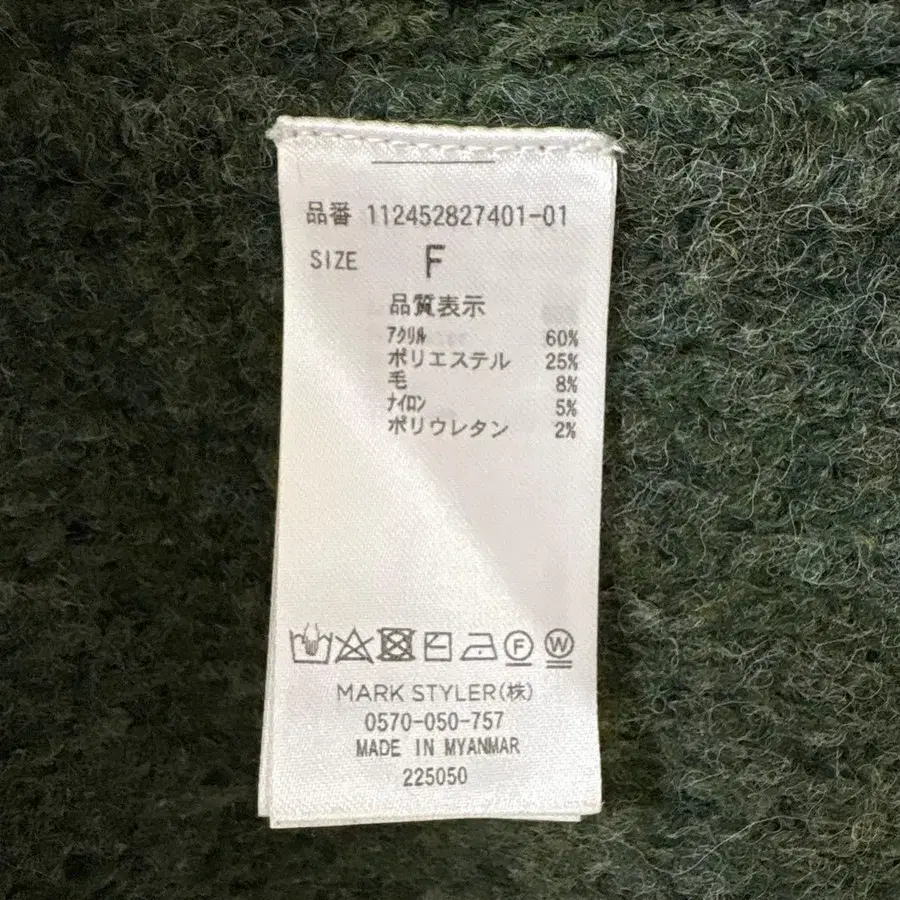 品番 112452827401-01
SIZE F
品質表示
ｱｸﾘﾙ 60%
ポリエステル 25%
毛 8%
ﾅｲﾛﾝ 5%
ポリウレタン 2%
F W
MARK STYLER(株)
0570-050-757
MADE IN MYANMAR
225050